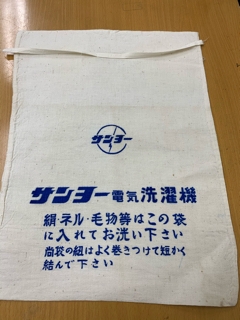 サンヨー
サンヨー電気洗濯機
絹・ネル・毛物等はこの袋
に入れてお洗い下さい
尚袋の紐はよく巻きつけて短かく
結んで下さい